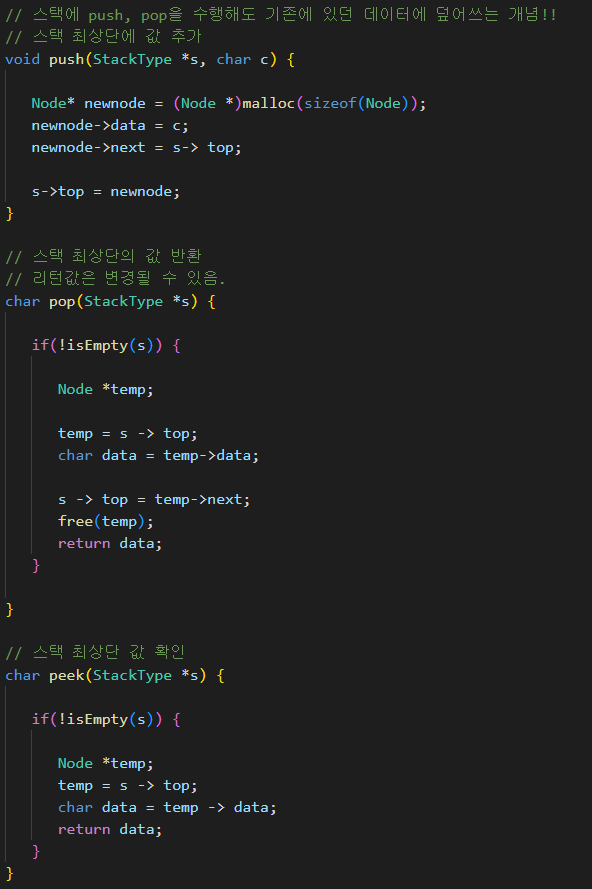 // 스택에 push, pop을 수행해도 기존에 있던 데이터에 덮어쓰는 개념!!
// 스택 최상단에 값 추가
void push(StackType *s, char c) {
Node* newnode = (Node *)malloc(sizeof(Node));
newnode->data = c;
newnode->next = s-> top;
s->top = newnode;
}
// 스택 최상단의 값 반환
// 리턴값은 변경될 수 있음.
char pop(StackType *s) {
if(!isEmpty(s)) {
Node *temp;
temp = s -> top;
char data = temp->data;
s -> top = temp->next;
free(temp);
return data;
}
}
// 스택 최상단 값 확인
char peek(StackType *s) {
if(!isEmpty(s)) {
Node *temp;
temp = s -> top;
char data = temp -> data;
return data;
}
}